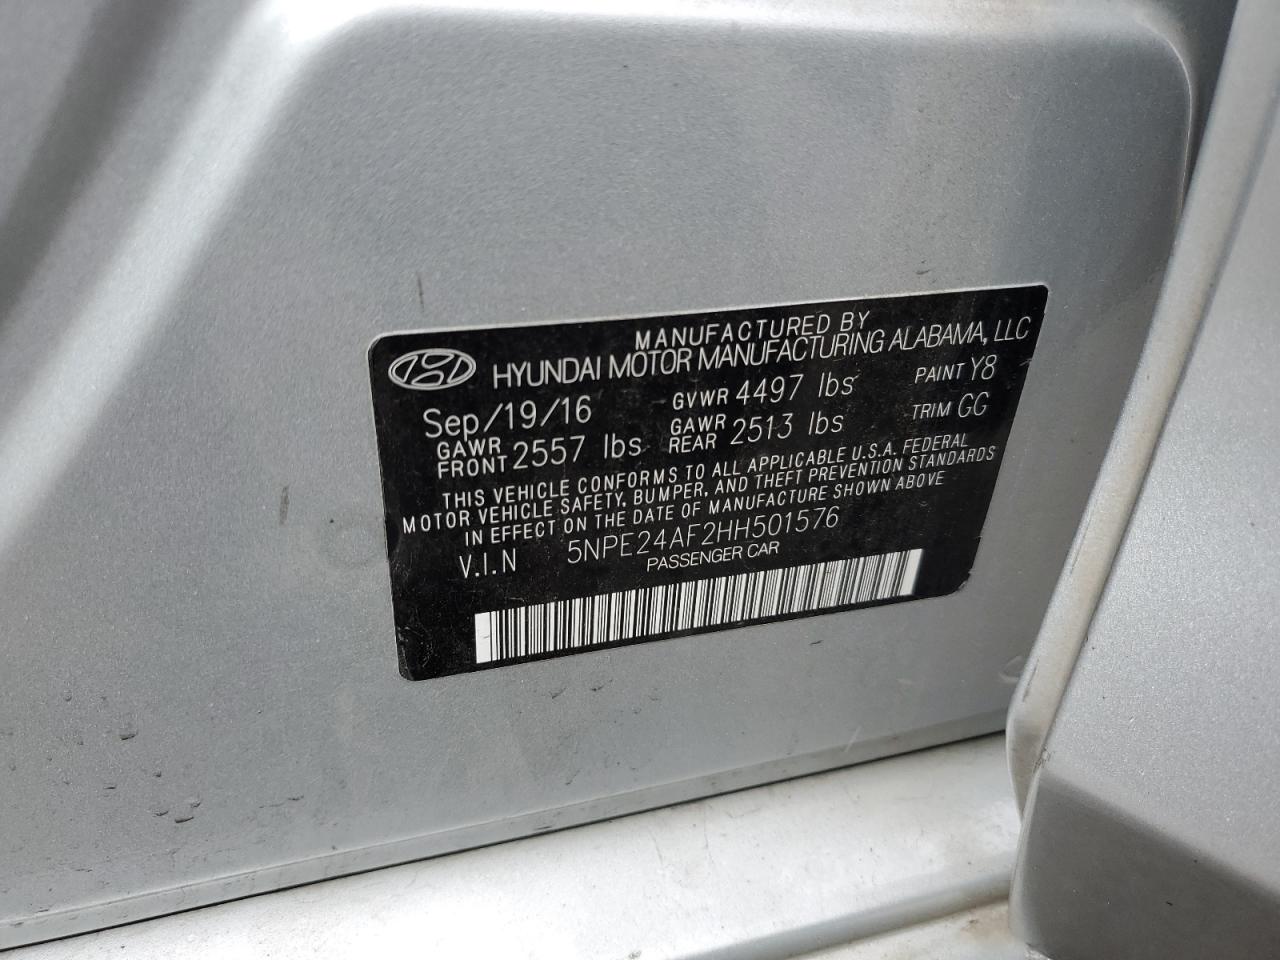 MANUFACTURED BY
HYUNDAI MOTOR MANUFACTURING ALABAMA, LLC
Sep/19/16 GVWR 4497 lbs PAINT Y8
GAWR FRONT 2557 lbs GAWR REAR 2513 lbs TRIM GG
THIS VEHICLE CONFORMS TO ALL APPLICABLE U.S.A. FEDERAL
MOTOR VEHICLE SAFETY, BUMPER, AND THEFT PREVENTION STANDARDS
IN EFFECT ON THE DATE OF MANUFACTURE SHOWN ABOVE
V.I.N 5NPE24AF2HH501576
PASSENGER CAR